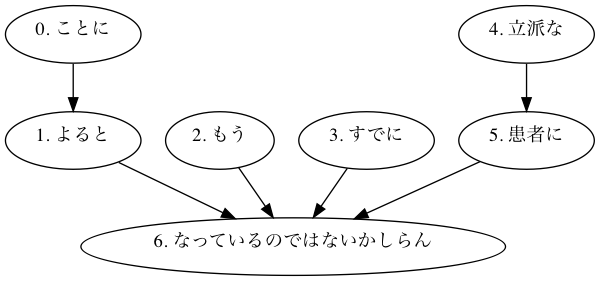 0. ことに
4. 立派な
1. よると
2. もう
3. すでに
5. 患者に
6. なっているのではないかしらん